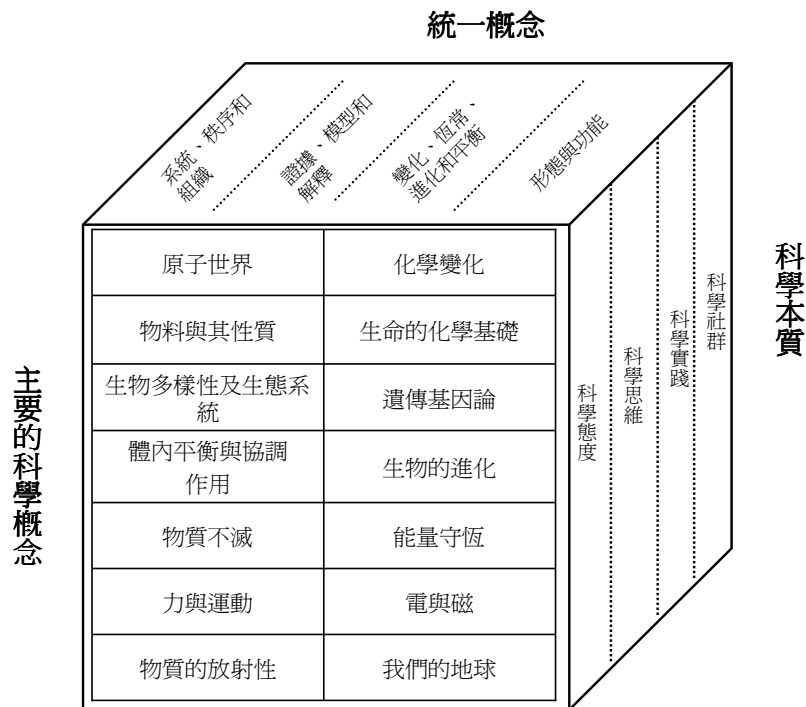 統一概念
系統、秩序和
組織
證據、模型和
解釋
變化、恆常、
進化和平衡
形態與功能
主要的科學概念
原子世界
化學變化
物料與其性質
生命的化學基礎
生物多樣性及生態系
統
遺傳基因論
體內平衡與協調
作用
生物的進化
物質不滅
能量守恆
力與運動
電與磁
物質的放射性
我們的地球
科學態度
科學思維
科學實踐
科學社群
科學本質